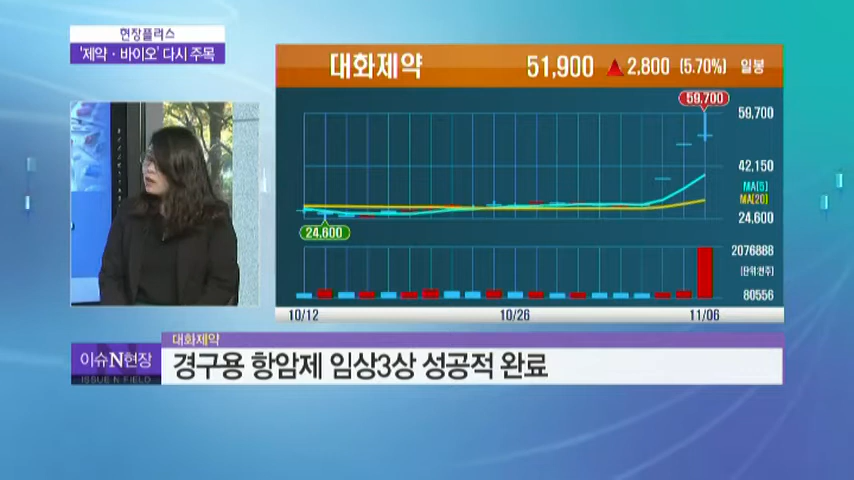 현장플러스
'제약·바이오' 다시 주목
대화제약 51,900 ▲2,800 (5.70%) 일봉
59,700
59,700
42,150
MA[5]
MA[20]
24,600
24,600
2076888
[단위:천주]
80556
10/12 10/26 11/06
대화제약
이슈N현장
ISSUE N FIELD
경구용 항암제 임상3상 성공적 완료